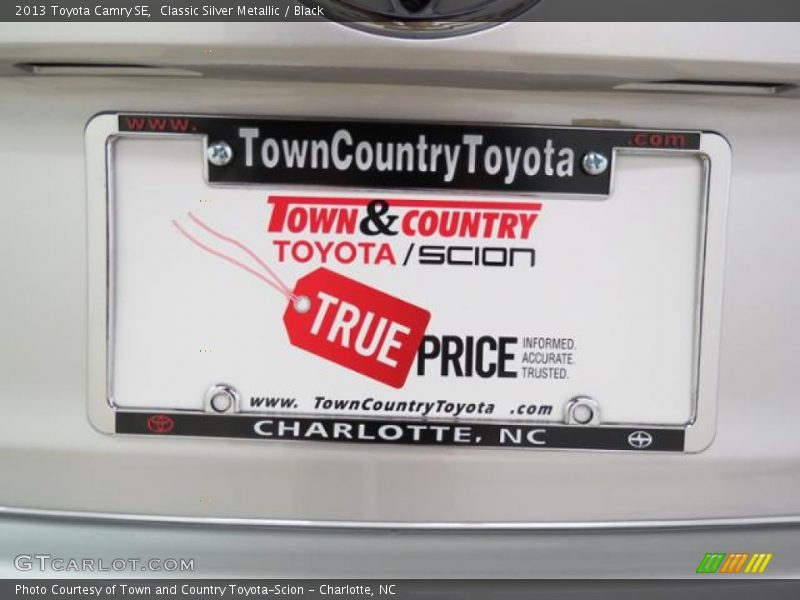 2013 Toyota Camry SE,  Classic Silver Metallic / Black
www. .com
TownCountryToyota
TOWN & COUNTRY
TOYOTA / SCION
TRUE
PRICE
INFORMED.
ACCURATE.
TRUSTED.
www. TownCountryToyota .com
CHARLOTTE, NC
GTCARLOT.COM
Photo Courtesy of Town and Country Toyota-Scion – Charlotte, NC